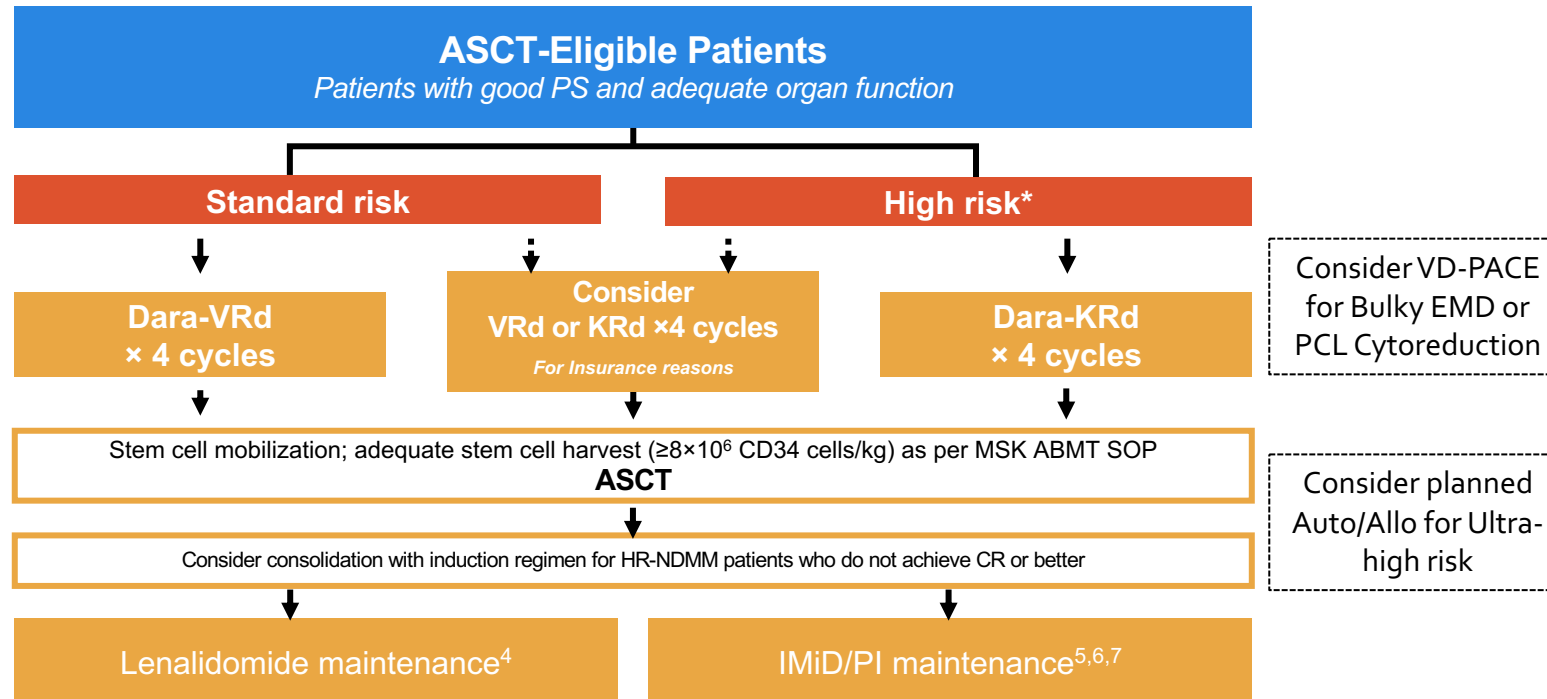 ASCT-Eligible Patients
Patients with good PS and adequate organ function
Standard risk
High risk*
Dara-VRd
× 4 cycles
Consider
VRd or KRd ×4 cycles
For Insurance reasons
Dara-KRd
× 4 cycles
Consider VD-PACE
for Bulky EMD or
PCL Cytoreduction
Stem cell mobilization; adequate stem cell harvest (≥8×10⁶ CD34 cells/kg) as per MSK ABMT SOP
ASCT
Consider planned
Auto/Allo for Ultra-
high risk
Consider consolidation with induction regimen for HR-NDMM patients who do not achieve CR or better
Lenalidomide maintenance⁴
IMiD/PI maintenance⁵,⁶,⁷